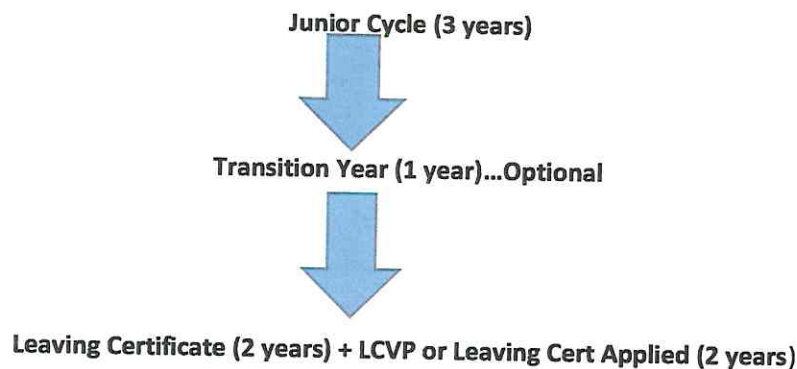 Junior Cycle (3 years)
Transition Year (1 year)...Optional
Leaving Certificate (2 years) + LCVP or Leaving Cert Applied (2 years)